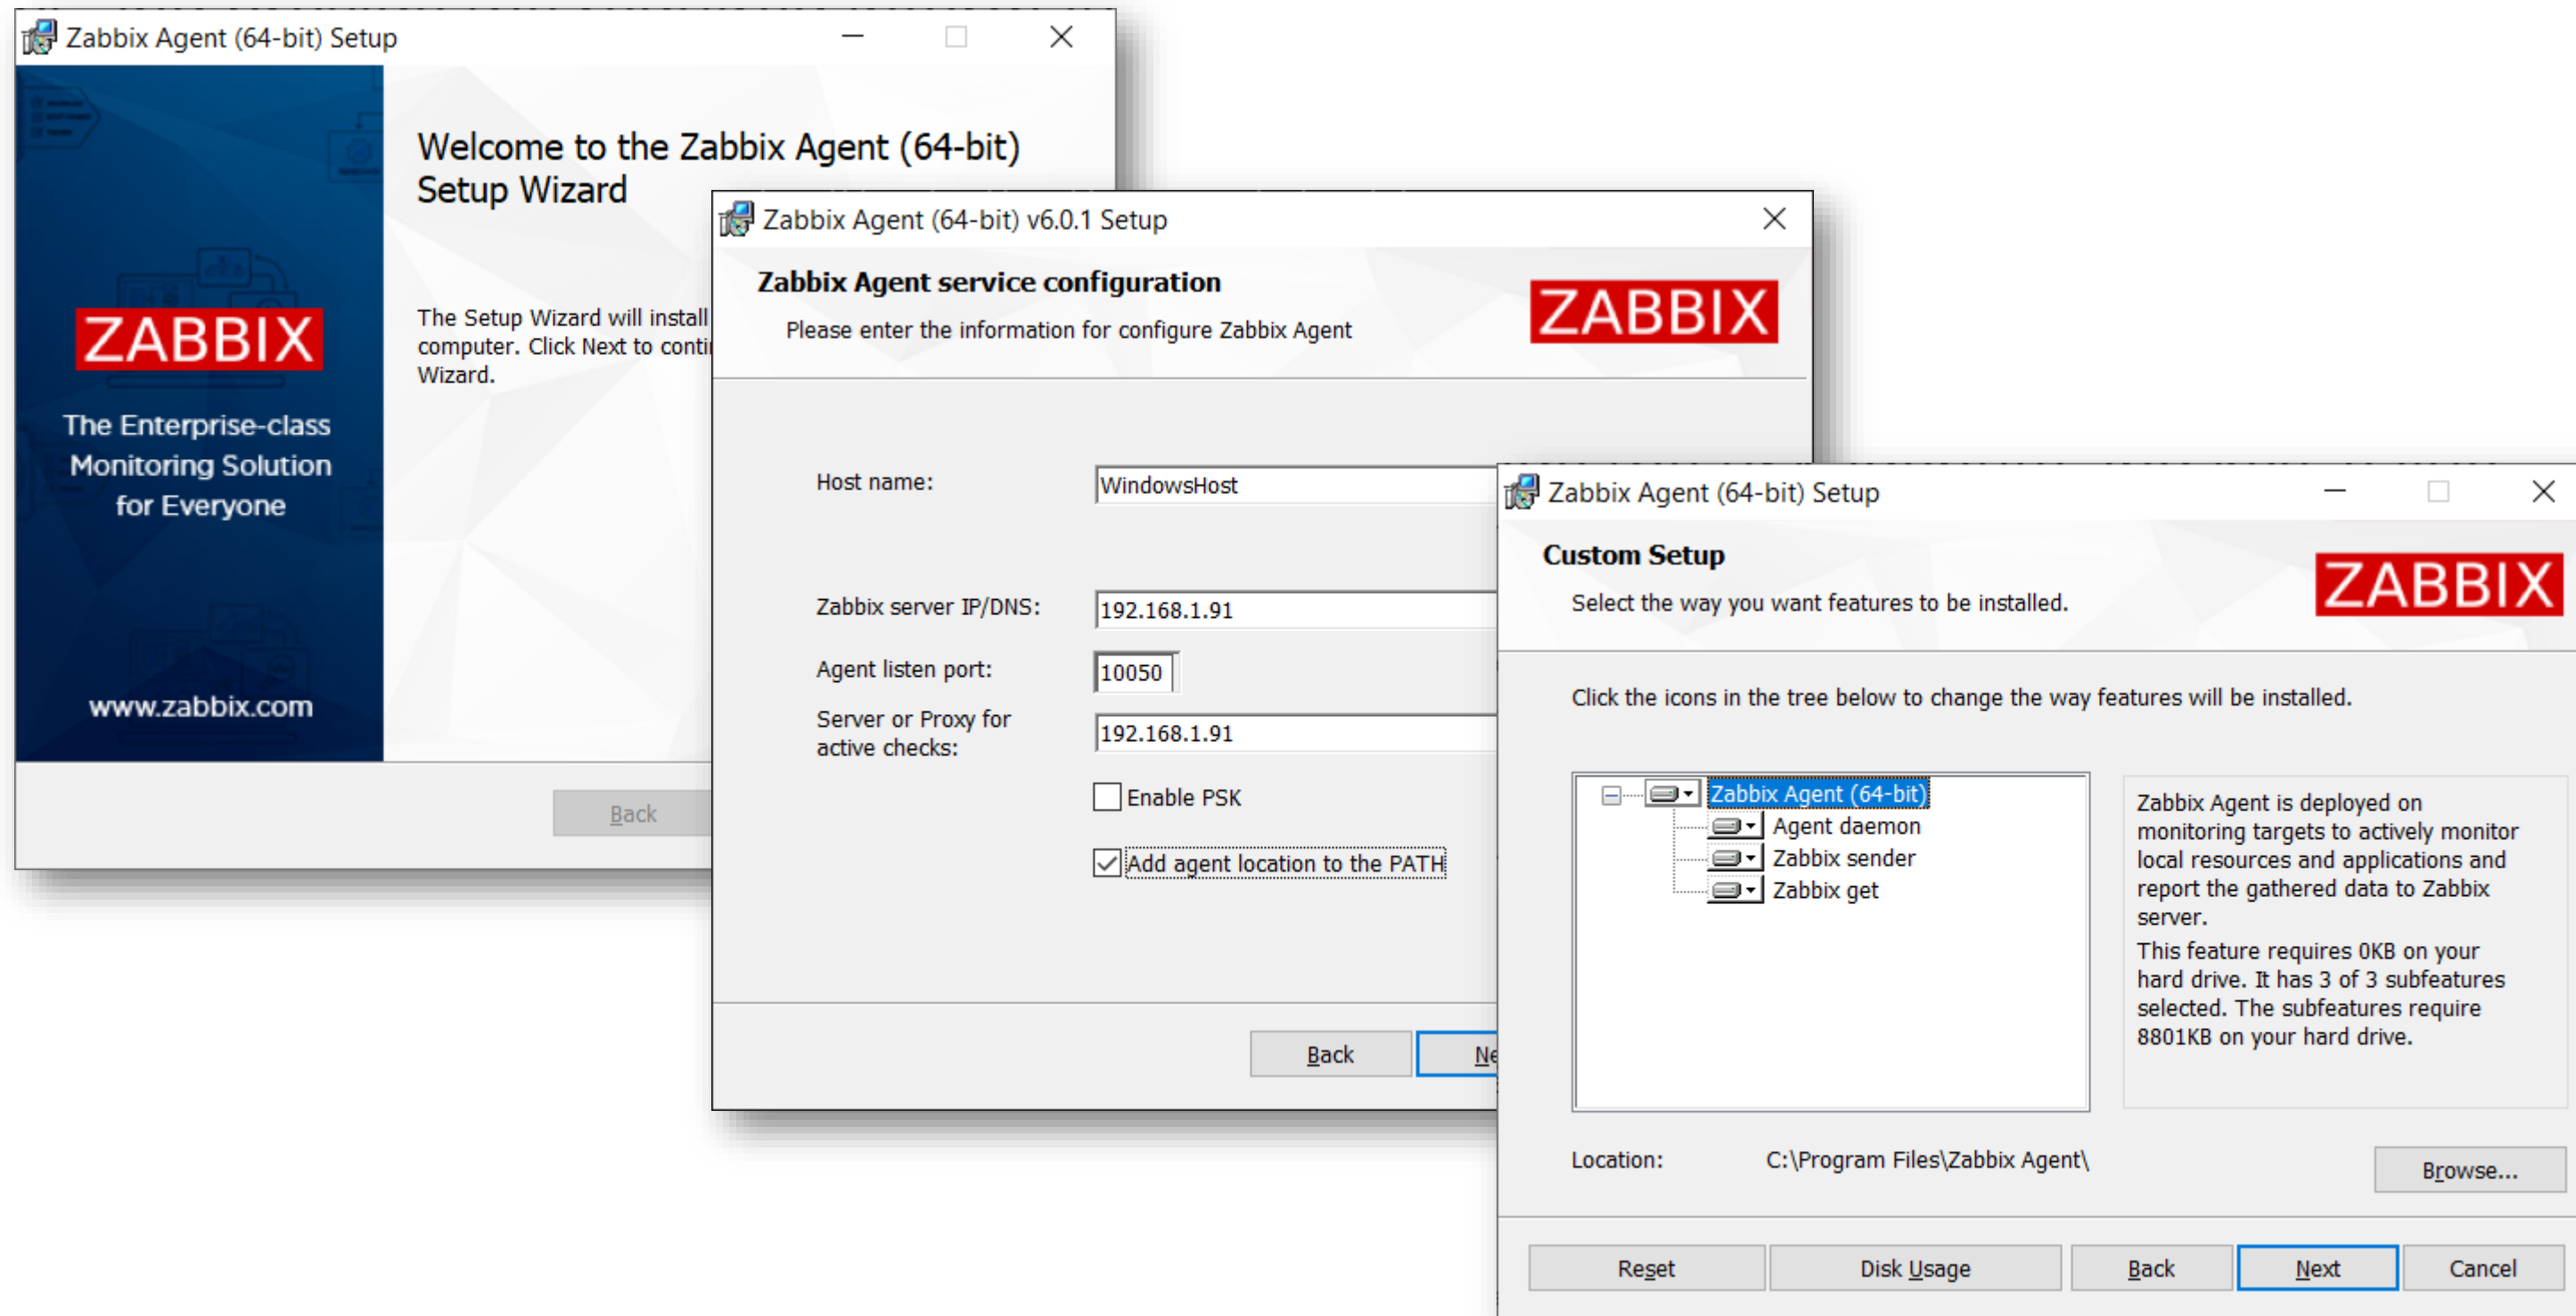 Zabbix Agent (64-bit) Setup
Welcome to the Zabbix Agent (64-bit)
Setup Wizard
The Setup Wizard will install
computer. Click Next to
Wizard.
ZABBIX
The Enterprise-class
Monitoring Solution
for Everyone
www.zabbix.com
Back
Zabbix Agent (64-bit) v6.0.1 Setup
Zabbix Agent service configuration
Please enter the information for configure Zabbix Agent
ZABBIX
Host name: WindowsHost
Zabbix server IP/DNS: 192.168.1.91
Agent listen port: 10050
Server or Proxy for
active checks: 192.168.1.91
Enable PSK
Add agent location to the PATH
Back
Zabbix Agent (64-bit) Setup
Custom Setup
Select the way you want features to be installed.
ZABBIX
Click the icons in the tree below to change the way features will be installed.
Zabbix Agent (64-bit)
Agent daemon
Zabbix sender
Zabbix get
Zabbix Agent is deployed on
monitoring targets to actively monitor
local resources and applications and
report the gathered data to Zabbix
server.
This feature requires 0KB on your
hard drive. It has 3 of 3 subfeatures
selected. The subfeatures require
8801KB on your hard drive.
Location: C:\Program Files\Zabbix Agent\
Browse...
Reset Disk Usage Back Next Cancel